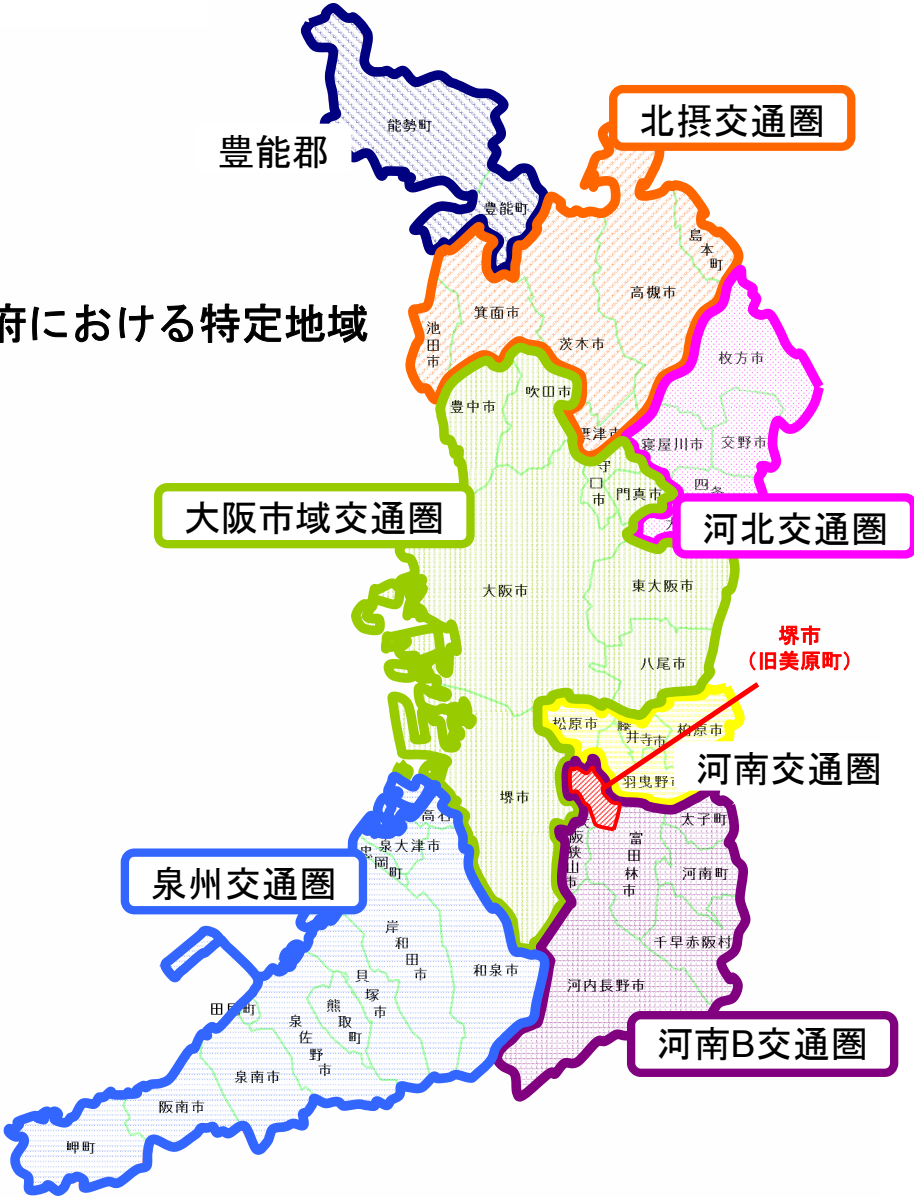 北摂交通圏
能勢町
豊能郡
豊能町
島本町
高槻市
府における特定地域
箕面市
池田市
茨木市
枚方市
吹田市
豊中市
摂津市
寝屋川市
交野市
守口市
門真市
四条
大阪市域交通圏
河北交通圏
大阪市
東大阪市
堺市
(旧美原町)
八尾市
松原市
藤井寺市
柏原市
河南交通圏
羽曳野市
堺市
高石
太子町
泉大津市
忠岡町
阪狭山市
富田林市
河南町
泉州交通圏
岸和田市
千早赤阪村
和泉市
貝塚市
河内長野市
熊取町
泉佐野市
河南B交通圏
泉南市
阪南市
岬町